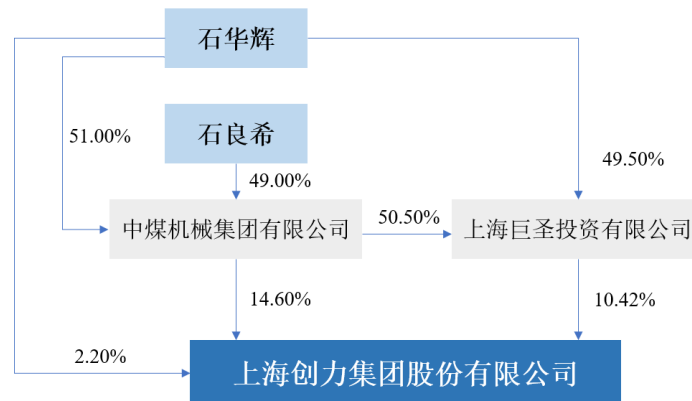 石华辉
51.00%
石良希
49.50%
49.00%
中煤机械集团有限公司
50.50%
上海巨圣投资有限公司
14.60%
10.42%
2.20%
上海创力集团股份有限公司